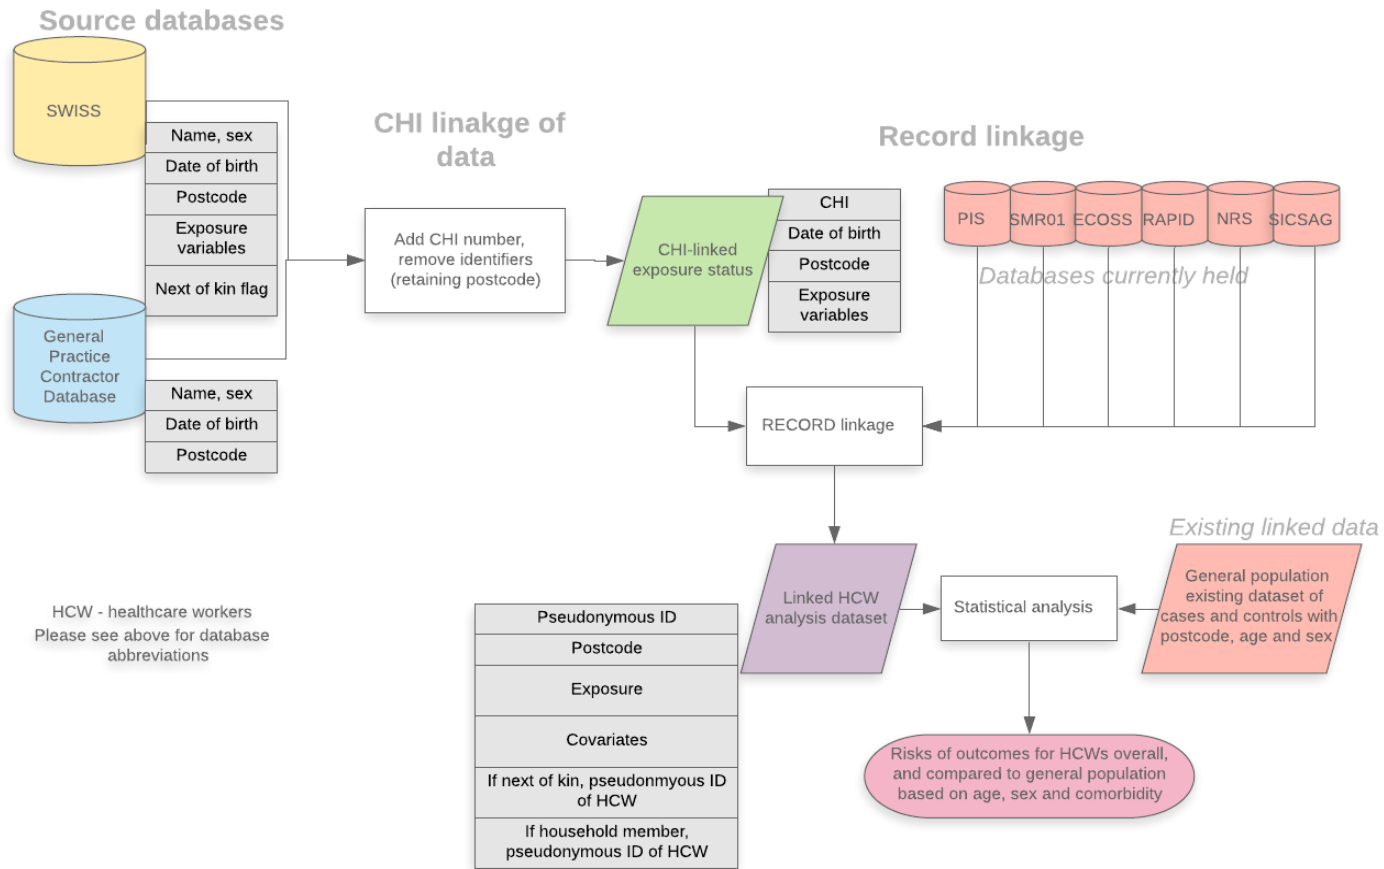 Source databases
SWISS
Name, sex
Date of birth
Postcode
Exposure
variables
Next of kin flag
General
Practice
Contractor
Database
Name, sex
Date of birth
Postcode
CHI linakge of
data
Add CHI number,
remove identifiers
(retaining postcode)
CHI-linked
exposure status
CHI
Date of birth
Postcode
Exposure
variables
Record linkage
PIS
SMR01
ECOSS
RAPID
NRS
SICSAG
Databases currently held
RECORD linkage
Existing linked data
General population
existing dataset of
cases and controls with
postcode, age and sex
Linked HCW
analysis dataset
Statistical analysis
HCW - healthcare workers
Please see above for database
abbreviations
Pseudonymous ID
Postcode
Exposure
Covariates
If next of kin, pseudonmyous ID
of HCW
If household member,
pseudonymous ID of HCW
Risks of outcomes for HCWs overall,
and compared to general population
based on age, sex and comorbidity